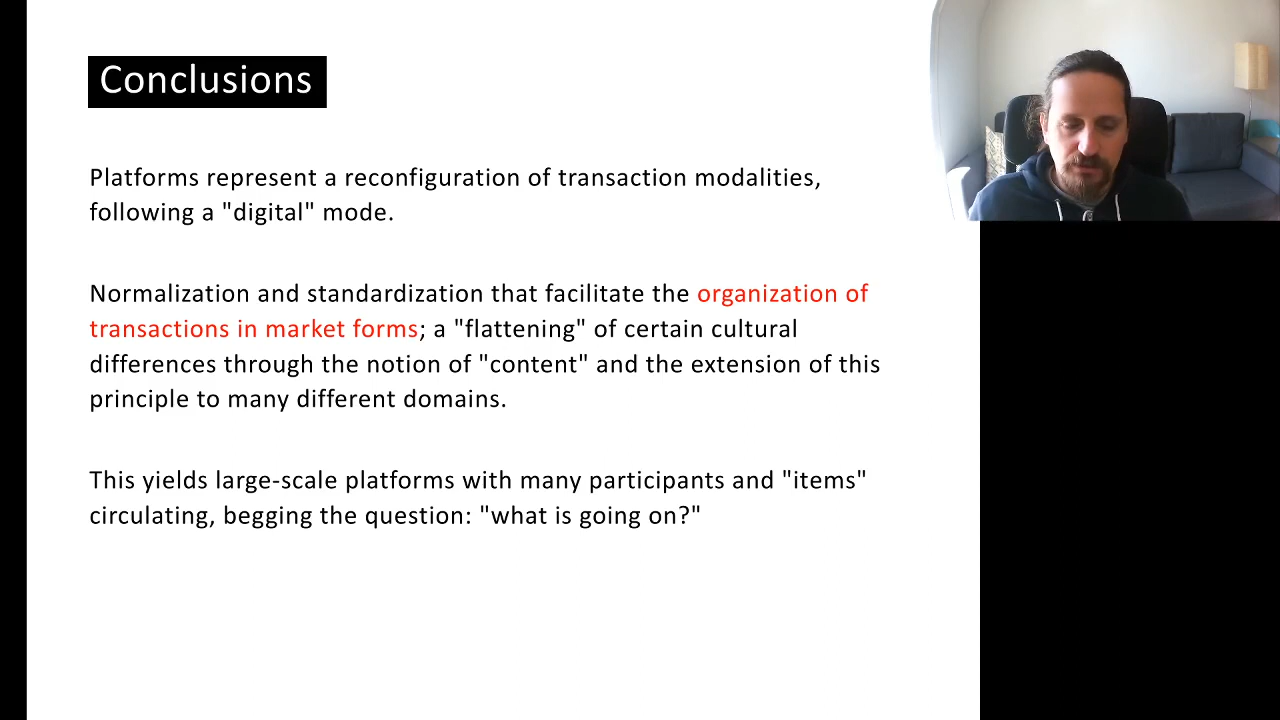 Conclusions
Platforms represent a reconfiguration of transaction modalities,
following a "digital" mode.
Normalization and standardization that facilitate the organization of
transactions in market forms; a "flattening" of certain cultural
differences through the notion of "content" and the extension of this
principle to many different domains.
This yields large-scale platforms with many participants and "items"
circulating, begging the question: "what is going on?"